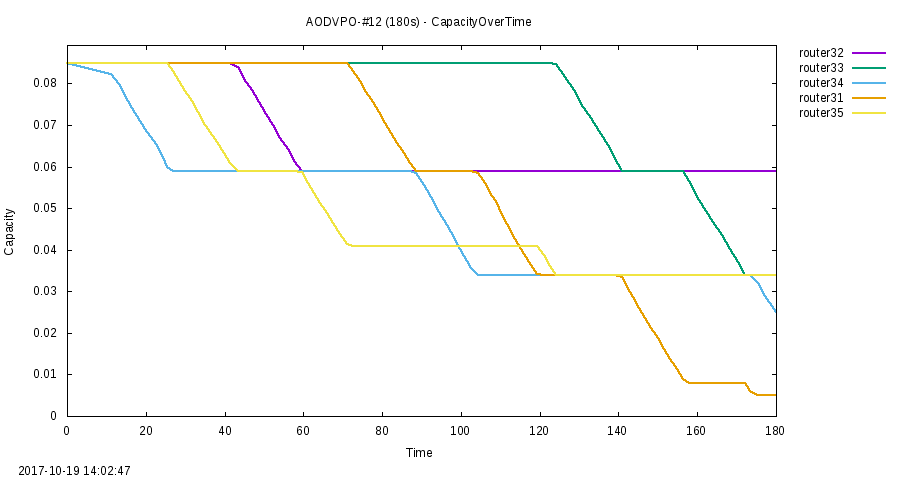 AODVPO-#12 (180s) - CapacityOverTime
router32
router33
router34
router31
router35
0.08
0.07
0.06
0.05
0.04
0.03
0.02
0.01
0
Capacity
0 20 40 60 80 100 120 140 160 180
Time
2017-10-19 14:02:47